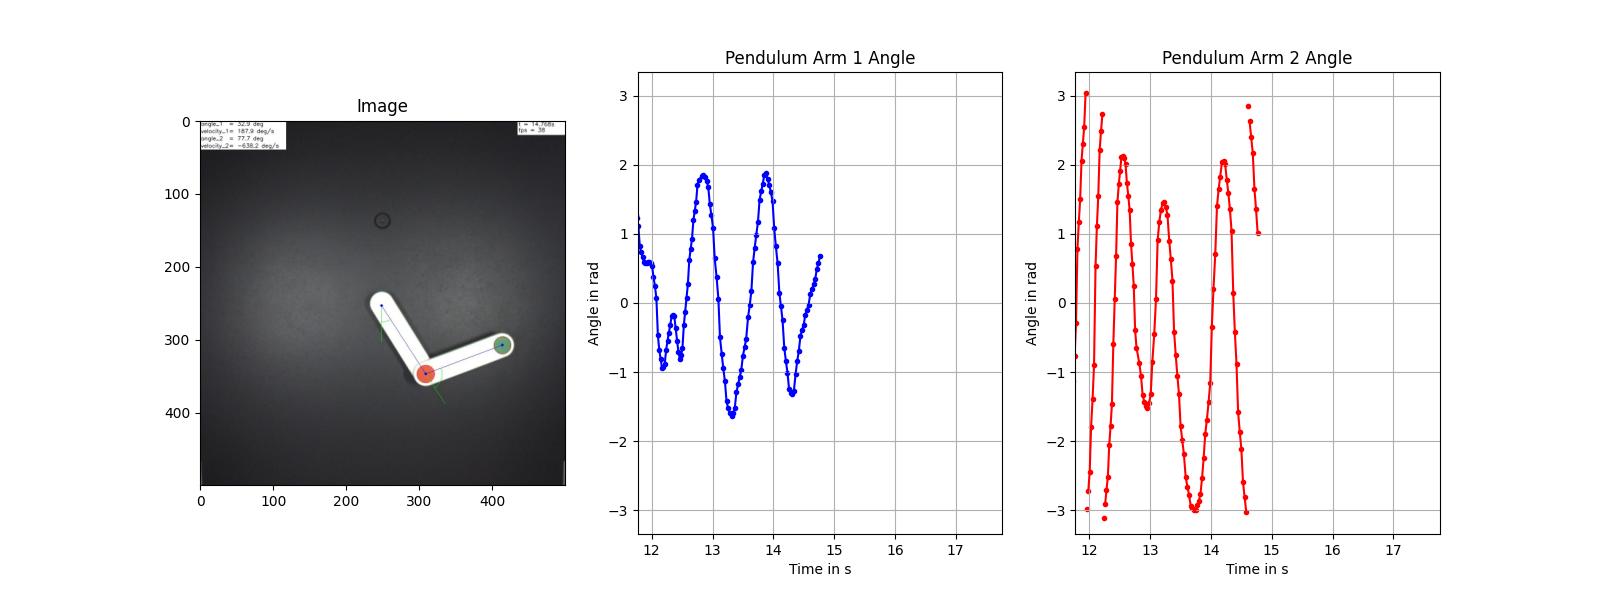 Image
angle_1 = 32.9 deg
velocity_1= 187.9 deg/s
angle_2 = 77.7 deg
velocity_2= -638.2 deg/s
t = 14.768s
fps = 38
0
100
200
300
400
0 100 200 300 400
Pendulum Arm 1 Angle
Angle in rad
3
2
1
0
−1
−2
−3
12 13 14 15 16 17
Time in s
Pendulum Arm 2 Angle
Angle in rad
3
2
1
0
−1
−2
−3
12 13 14 15 16 17
Time in s